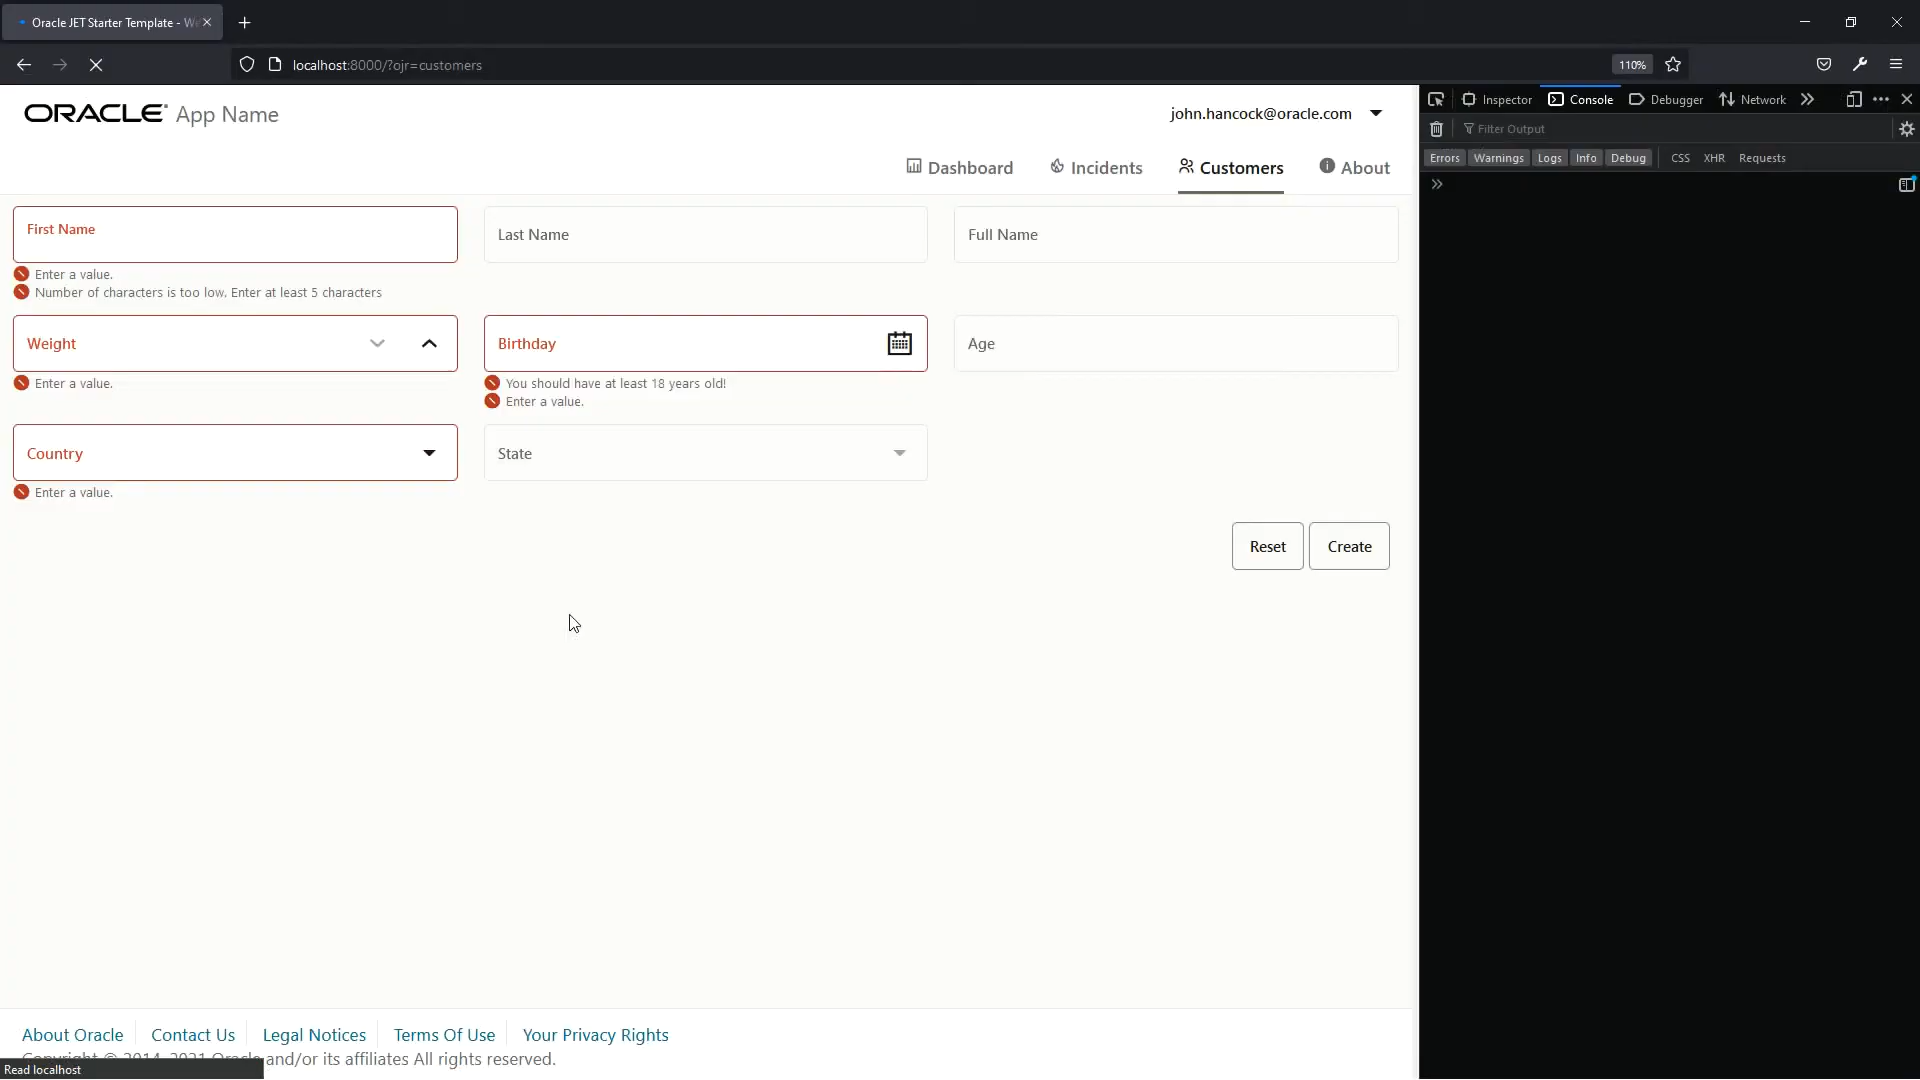 Oracle JET Starter Template - We
localhost:8000/?ojr=customers
110%
ORACLE App Name
john.hancock@oracle.com
Dashboard Incidents Customers About
First Name
Last Name
Full Name
Enter a value.
Number of characters is too low. Enter at least 5 characters
Weight
Birthday
Age
Enter a value.
You should have at least 18 years old!
Enter a value.
Country
State
Enter a value.
Reset Create
About Oracle Contact Us Legal Notices Terms Of Use Your Privacy Rights
Copyright © 2014, 2021 Oracle and/or its affiliates All rights reserved.
Read localhost
Inspector Console Debugger Network
Filter Output
Errors Warnings Logs Info Debug CSS XHR Requests